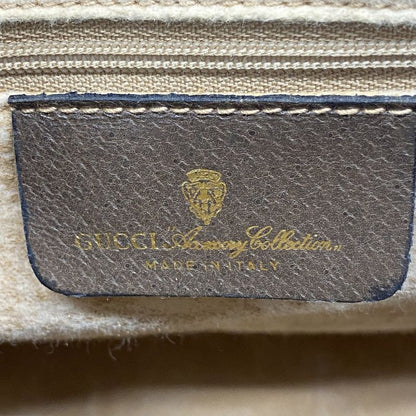 GUCCI "Accessory Collection"
MADE IN ITALY